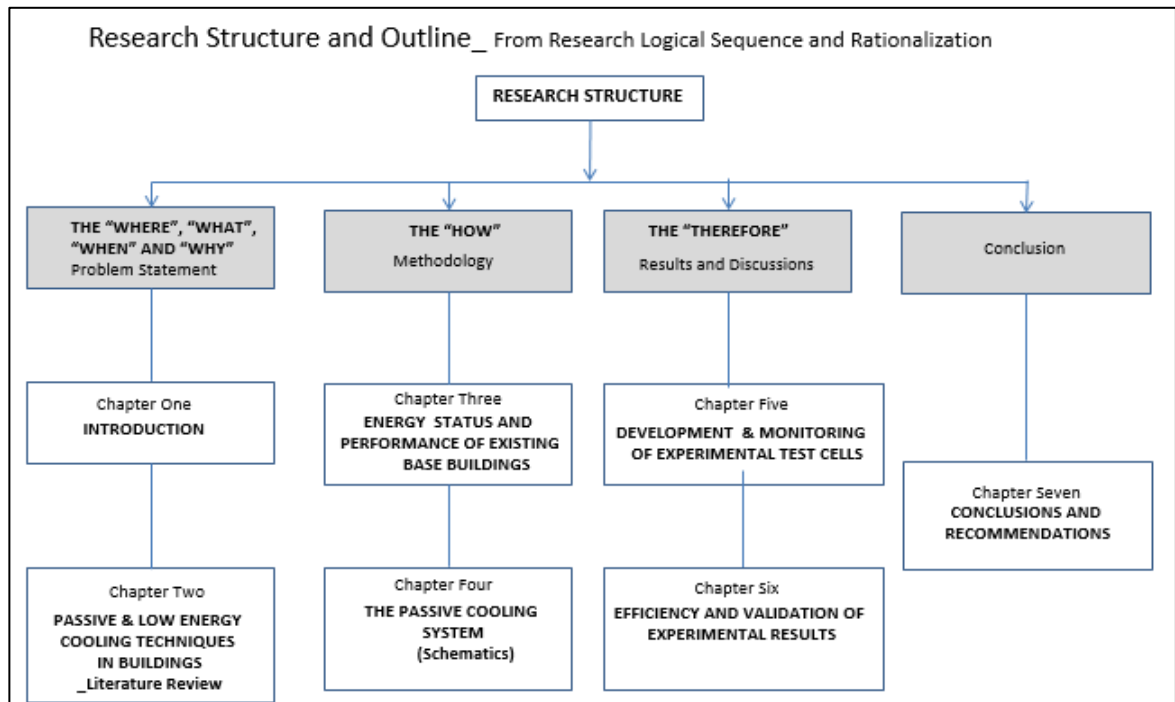 Research Structure and Outline_ From Research Logical Sequence and Rationalization
RESEARCH STRUCTURE
THE “WHERE”, “WHAT”,
“WHEN” AND “WHY”
Problem Statement
THE “HOW”
Methodology
THE “THEREFORE”
Results and Discussions
Conclusion
Chapter One
INTRODUCTION
Chapter Three
ENERGY STATUS AND
PERFORMANCE OF EXISTING
BASE BUILDINGS
Chapter Five
DEVELOPMENT & MONITORING
OF EXPERIMENTAL TEST CELLS
Chapter Seven
CONCLUSIONS AND
RECOMMENDATIONS
Chapter Two
PASSIVE & LOW ENERGY
COOLING TECHNIQUES
IN BUILDINGS
_Literature Review
Chapter Four
THE PASSIVE COOLING
SYSTEM
(Schematics)
Chapter Six
EFFICIENCY AND VALIDATION OF
EXPERIMENTAL RESULTS